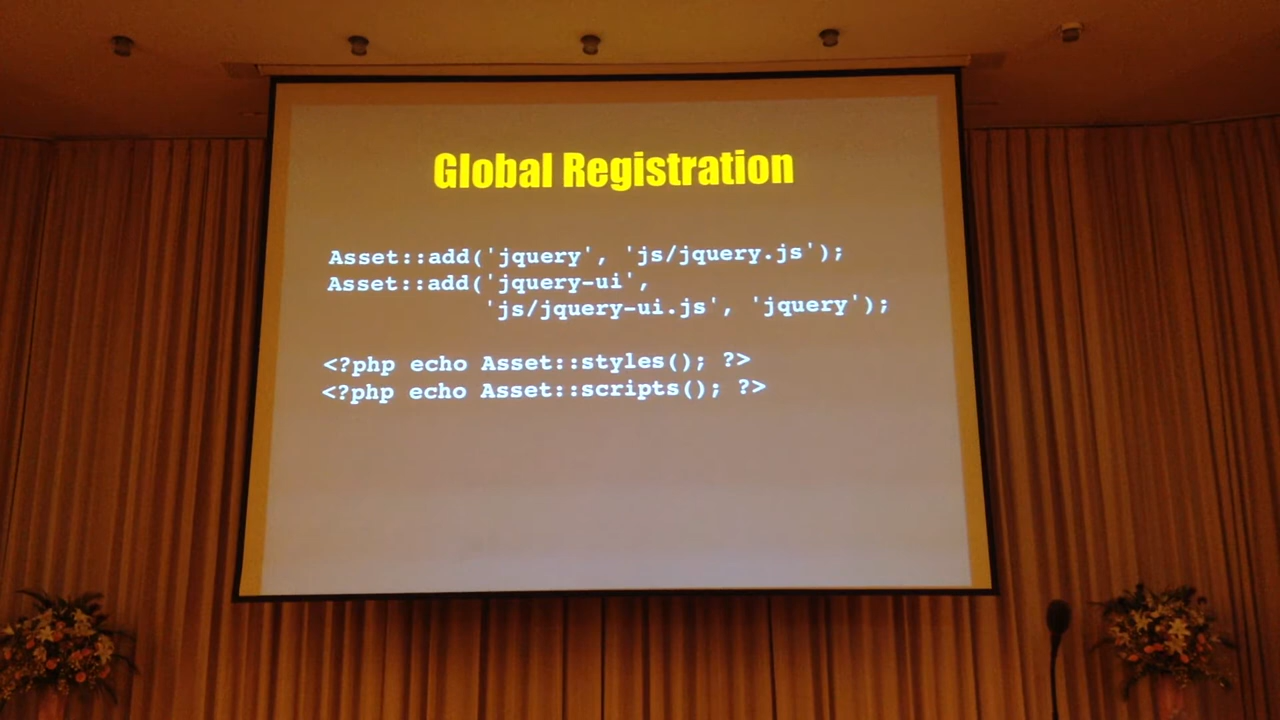 Global Registration
Asset::add('jquery', 'js/jquery.js');
Asset::add('jquery-ui',
'js/jquery-ui.js', 'jquery');
<?php echo Asset::styles(); ?>
<?php echo Asset::scripts(); ?>